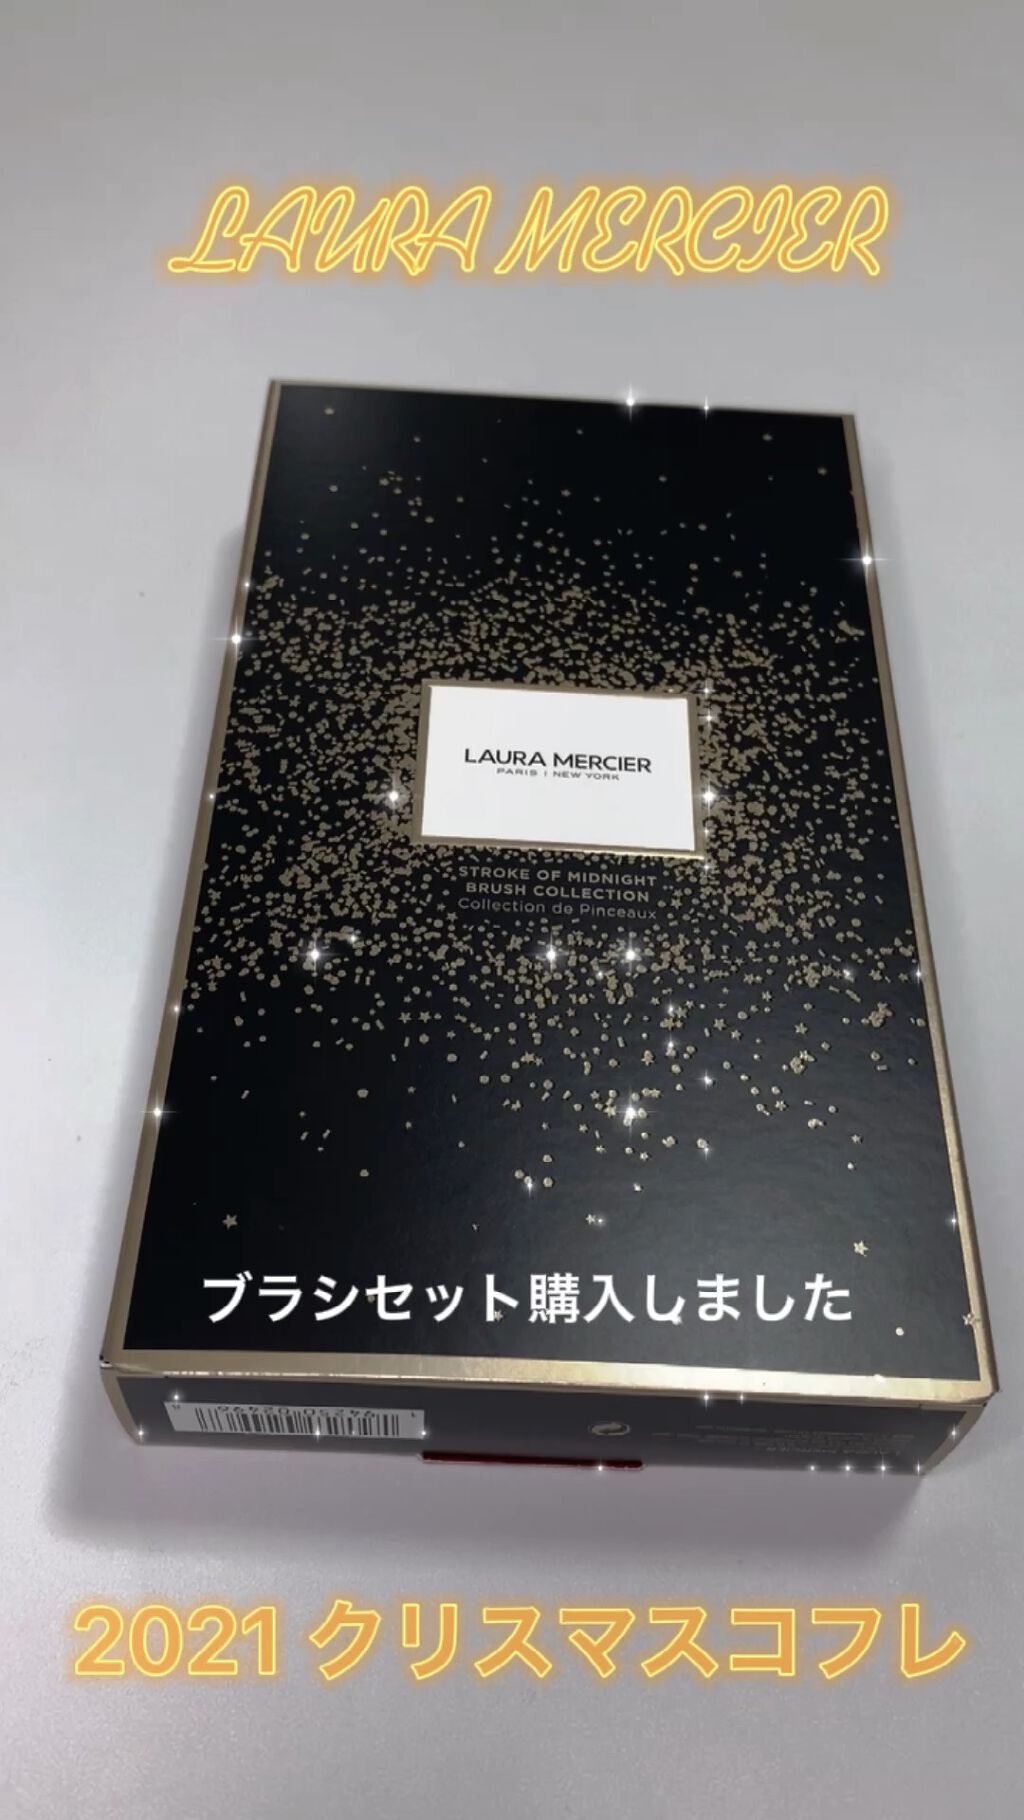 LAURA MERCIER
LAURA MERCIER
PARIS | NEW YORK
STROKE OF MIDNIGHT
BRUSH COLLECTION
Collection de Pinceaux
ブラシセット購入しました
2021 クリスマスコフレ